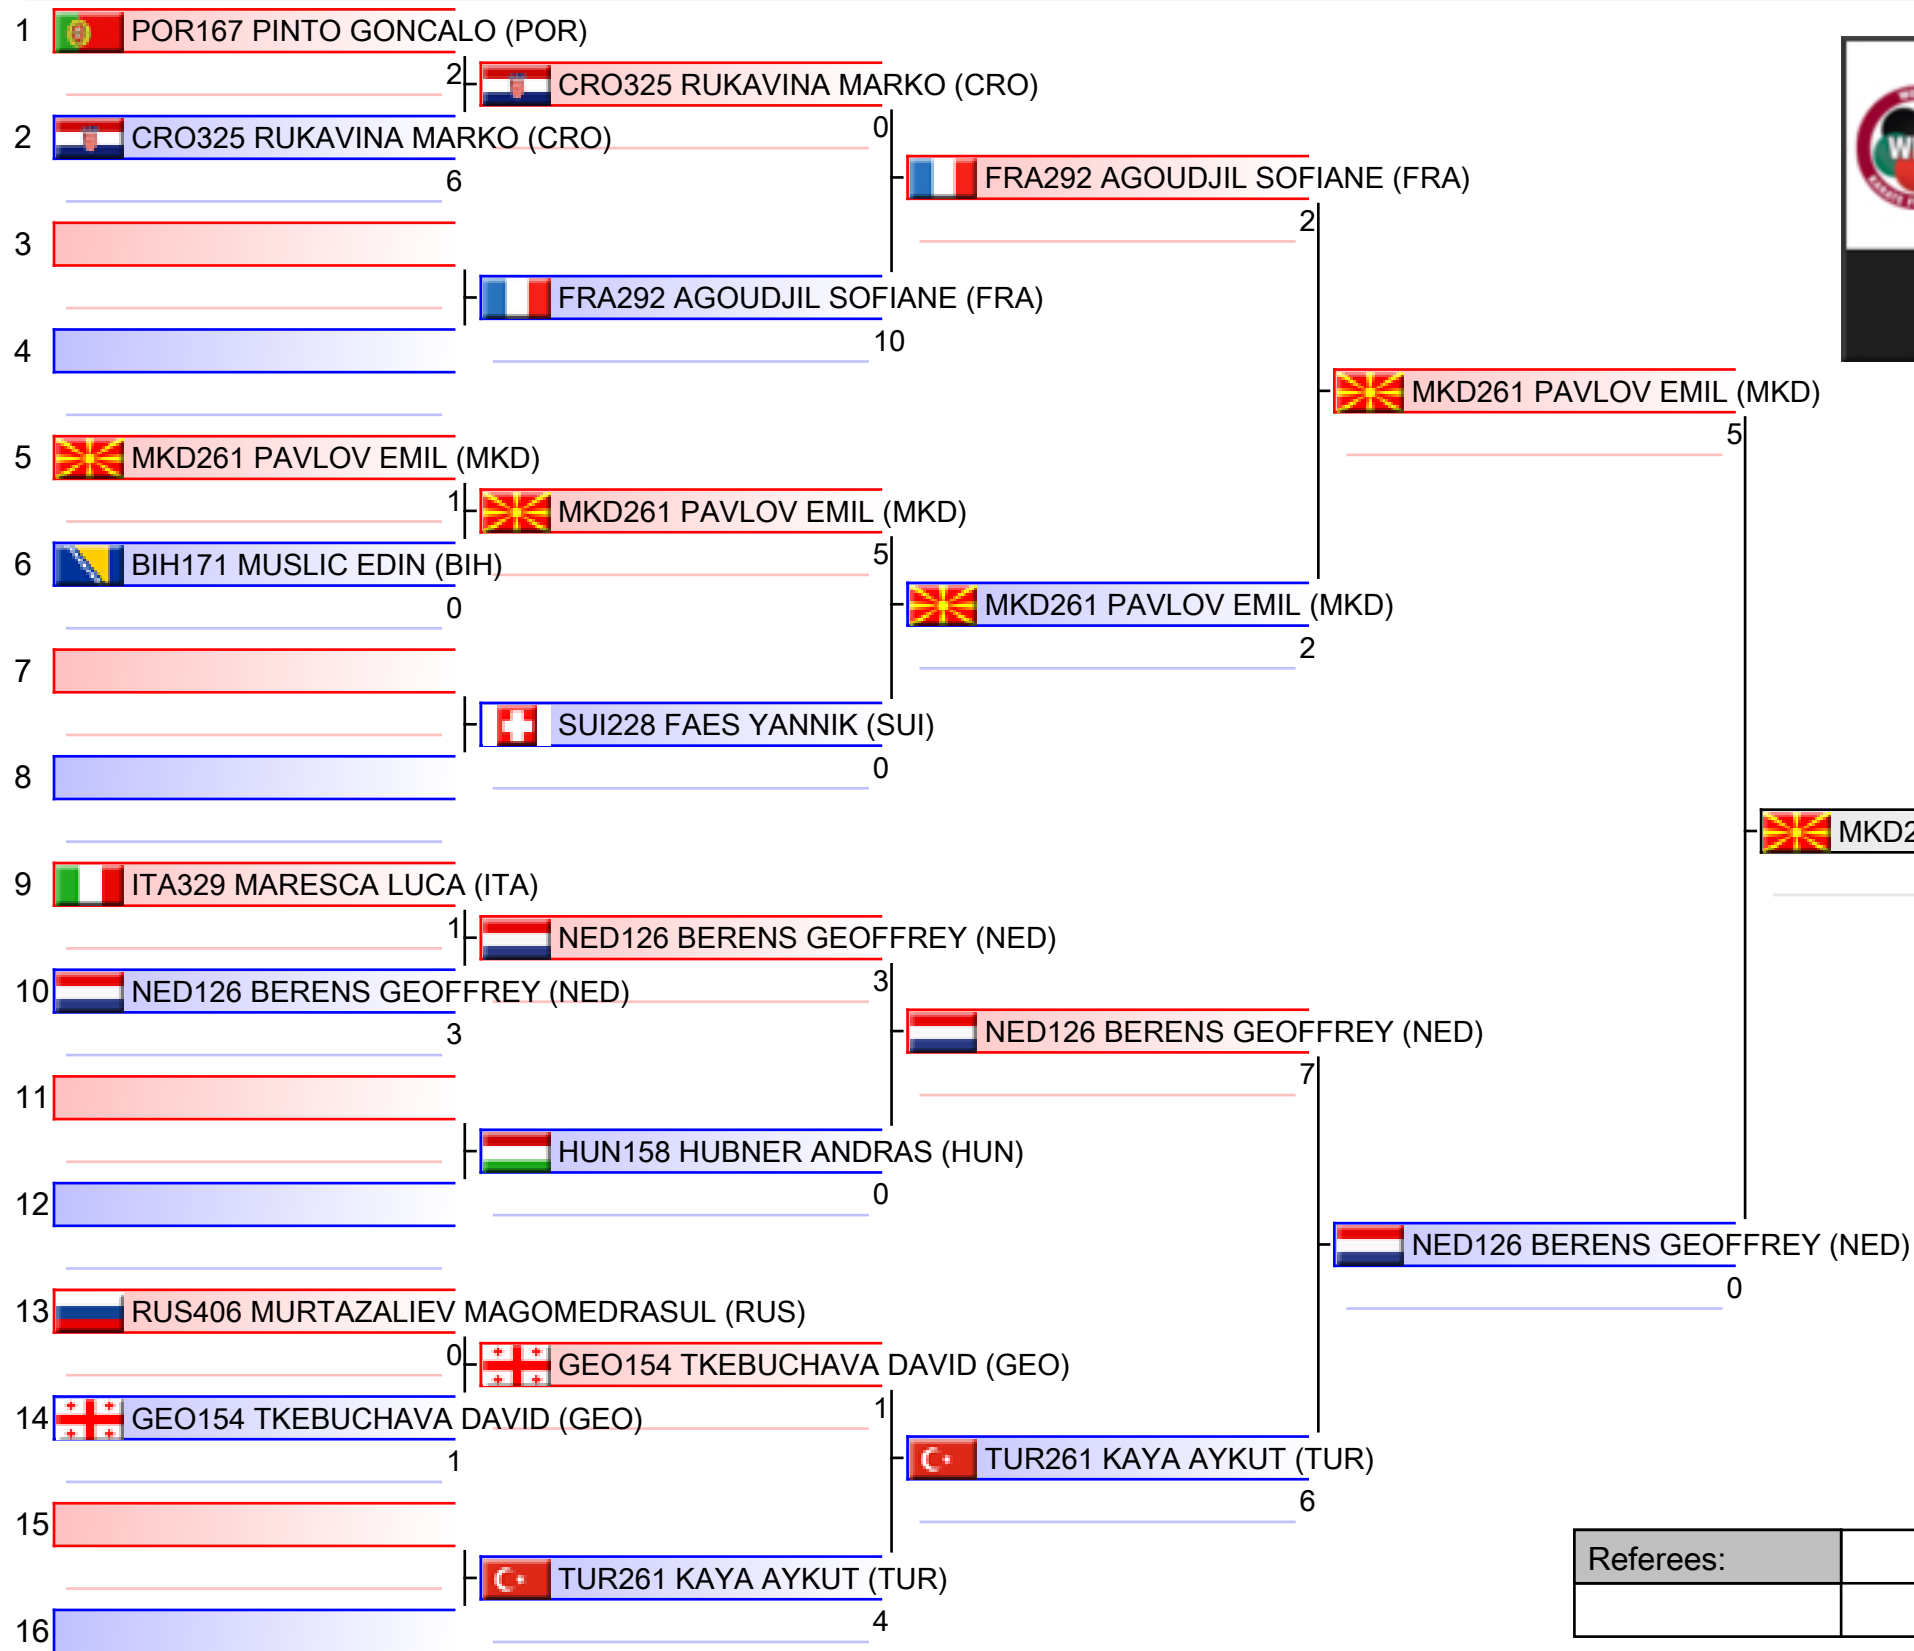 1 POR167 PINTO GONCALO (POR)
2
CRO325 RUKAVINA MARKO (CRO)
0
2 CRO325 RUKAVINA MARKO (CRO)
6
FRA292 AGOUDJIL SOFIANE (FRA)
2
3
FRA292 AGOUDJIL SOFIANE (FRA)
10
4
MKD261 PAVLOV EMIL (MKD)
5
5 MKD261 PAVLOV EMIL (MKD)
1
MKD261 PAVLOV EMIL (MKD)
5
6 BIH171 MUSLIC EDIN (BIH)
0
MKD261 PAVLOV EMIL (MKD)
2
7
SUI228 FAES YANNIK (SUI)
0
8
9 ITA329 MARESCA LUCA (ITA)
1
NED126 BERENS GEOFFREY (NED)
3
10 NED126 BERENS GEOFFREY (NED)
3
NED126 BERENS GEOFFREY (NED)
7
11
HUN158 HUBNER ANDRAS (HUN)
0
12
NED126 BERENS GEOFFREY (NED)
0
13 RUS406 MURTAZALIEV MAGOMEDRASUL (RUS)
0
GEO154 TKEBUCHAVA DAVID (GEO)
1
14 GEO154 TKEBUCHAVA DAVID (GEO)
1
TUR261 KAYA AYKUT (TUR)
6
15
TUR261 KAYA AYKUT (TUR)
4
16
Referees: